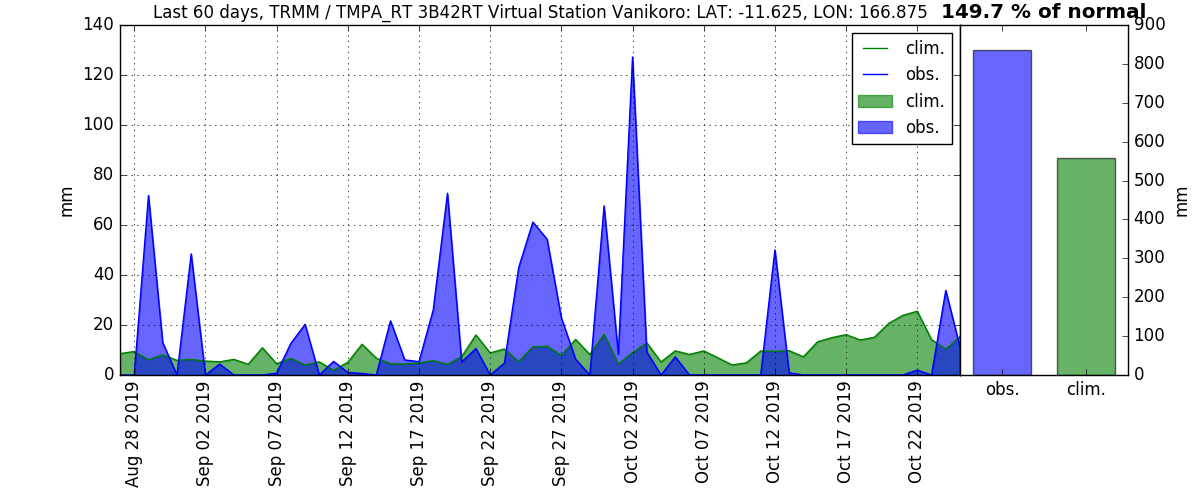 Last 60 days, TRMM / TMPA_RT 3B42RT Virtual Station Vanikoro: LAT: -11.625, LON: 166.875 149.7 % of normal
140
120
100
80
60
40
20
0
mm
clim.
obs.
clim.
obs.
Aug 28 2019
Sep 02 2019
Sep 07 2019
Sep 12 2019
Sep 17 2019
Sep 22 2019
Sep 27 2019
Oct 02 2019
Oct 07 2019
Oct 12 2019
Oct 17 2019
Oct 22 2019
900
800
700
600
500
400
300
200
100
0
mm
obs.
clim.